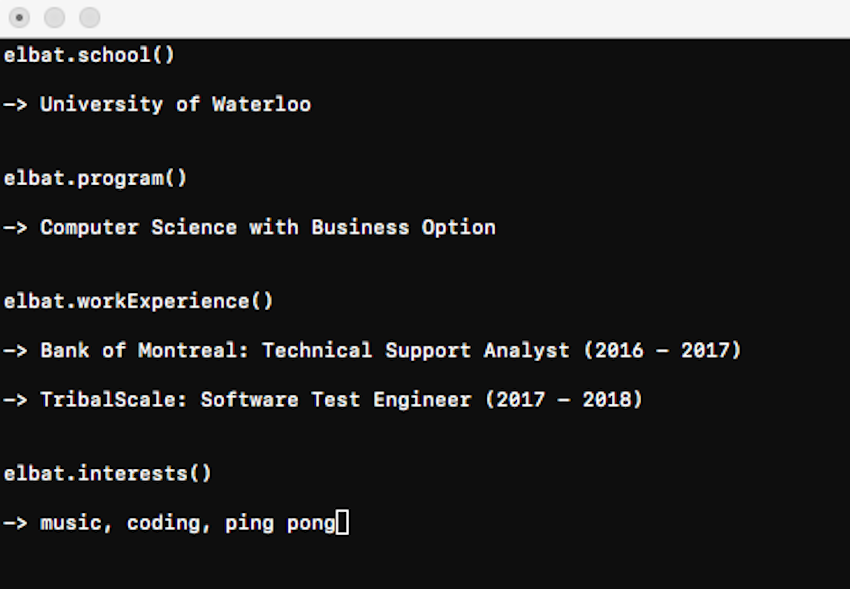 elbat.school()
—> University of Waterloo
elbat.program()
—> Computer Science with Business Option
elbat.workExperience()
—> Bank of Montreal: Technical Support Analyst (2016 – 2017)
—> TribalScale: Software Test Engineer (2017 – 2018)
elbat.interests()
—> music, coding, ping pong